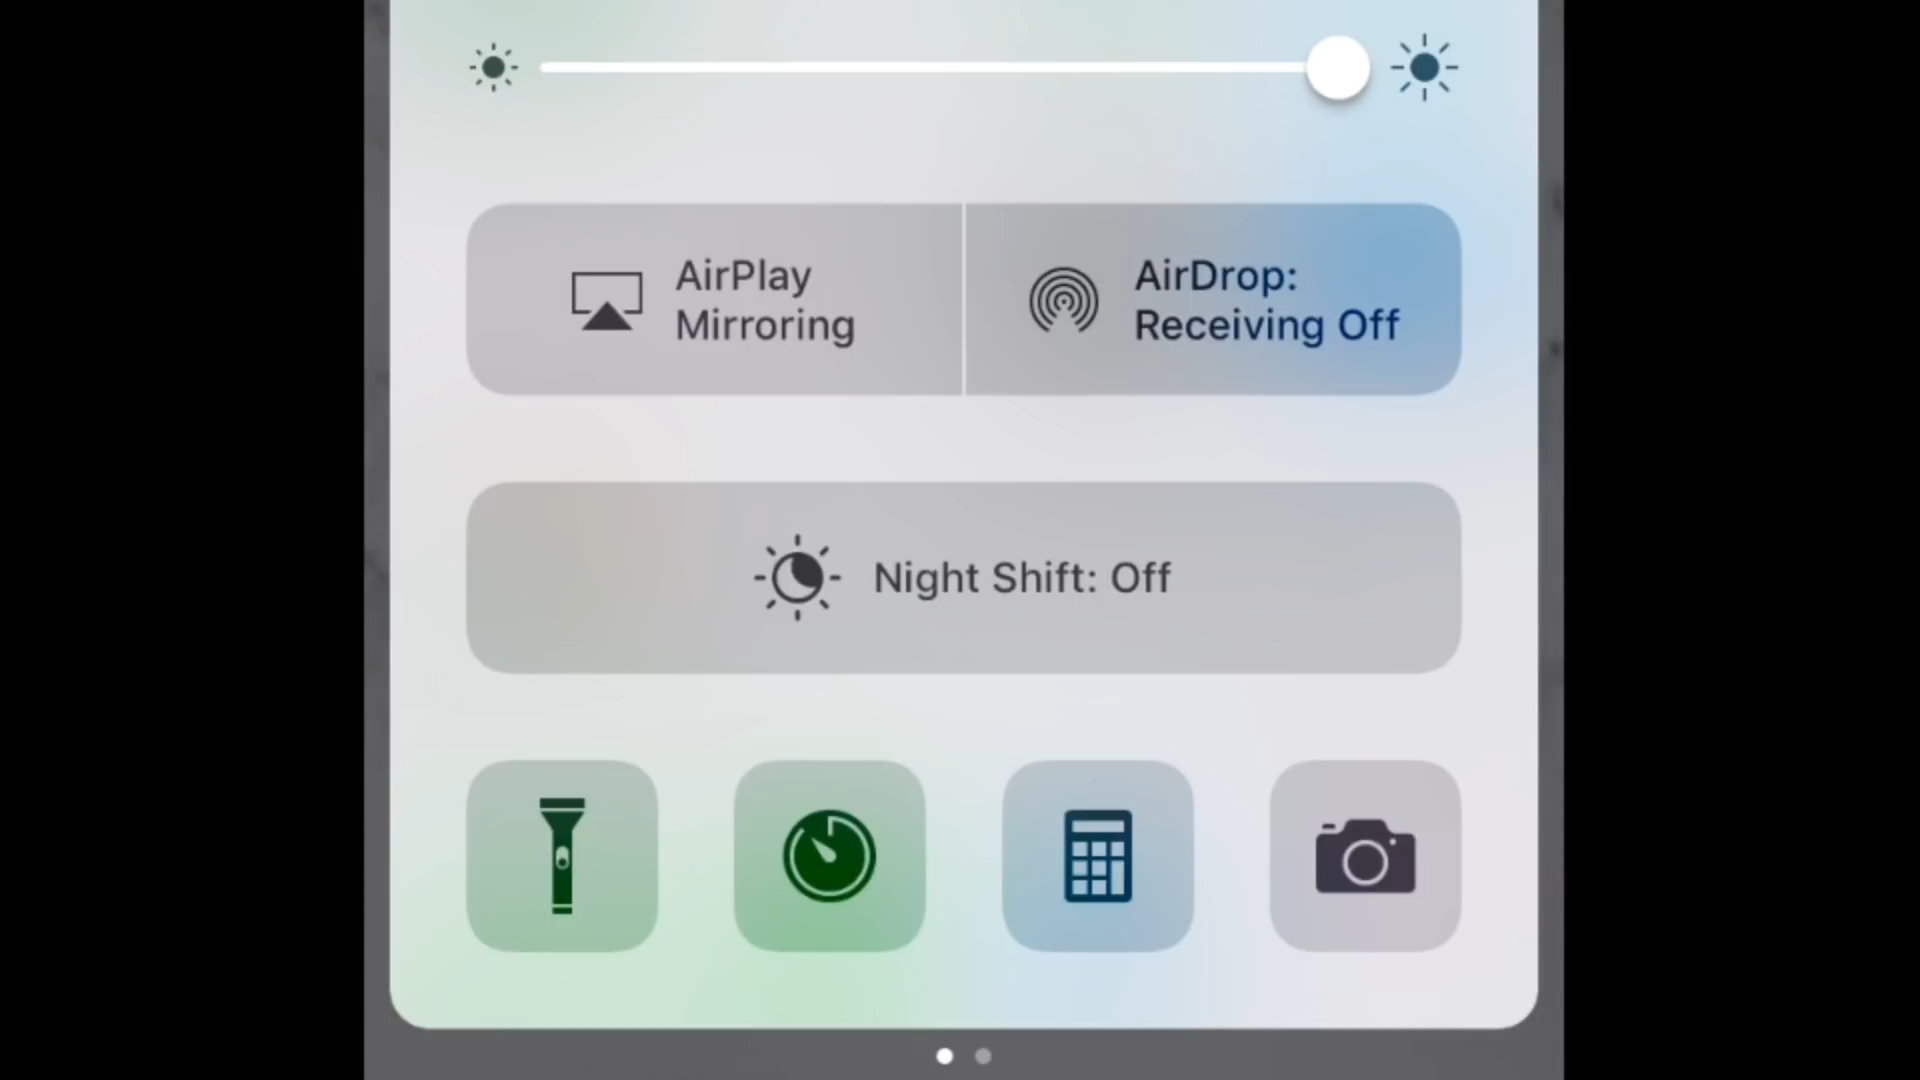 AirPlay
Mirroring
AirDrop:
Receiving Off
Night Shift: Off